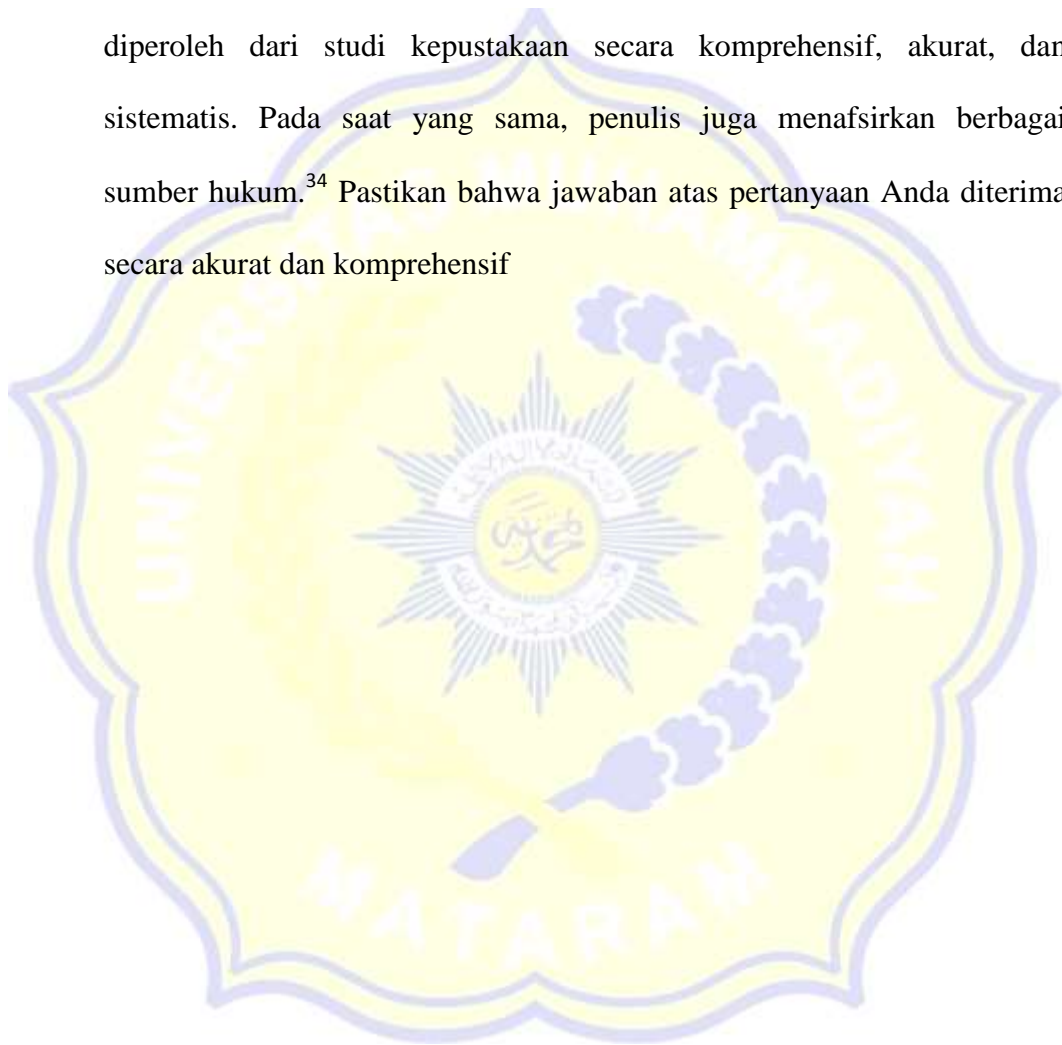 diperoleh dari studi kepustakaan secara komprehensif, akurat, dan
sistematis. Pada saat yang sama, penulis juga menafsirkan berbagai
sumber hukum.³⁴ Pastikan bahwa jawaban atas pertanyaan Anda diterima
secara akurat dan komprehensif
UNIVERSITAS MUHAMMADIYAH
MATARAM